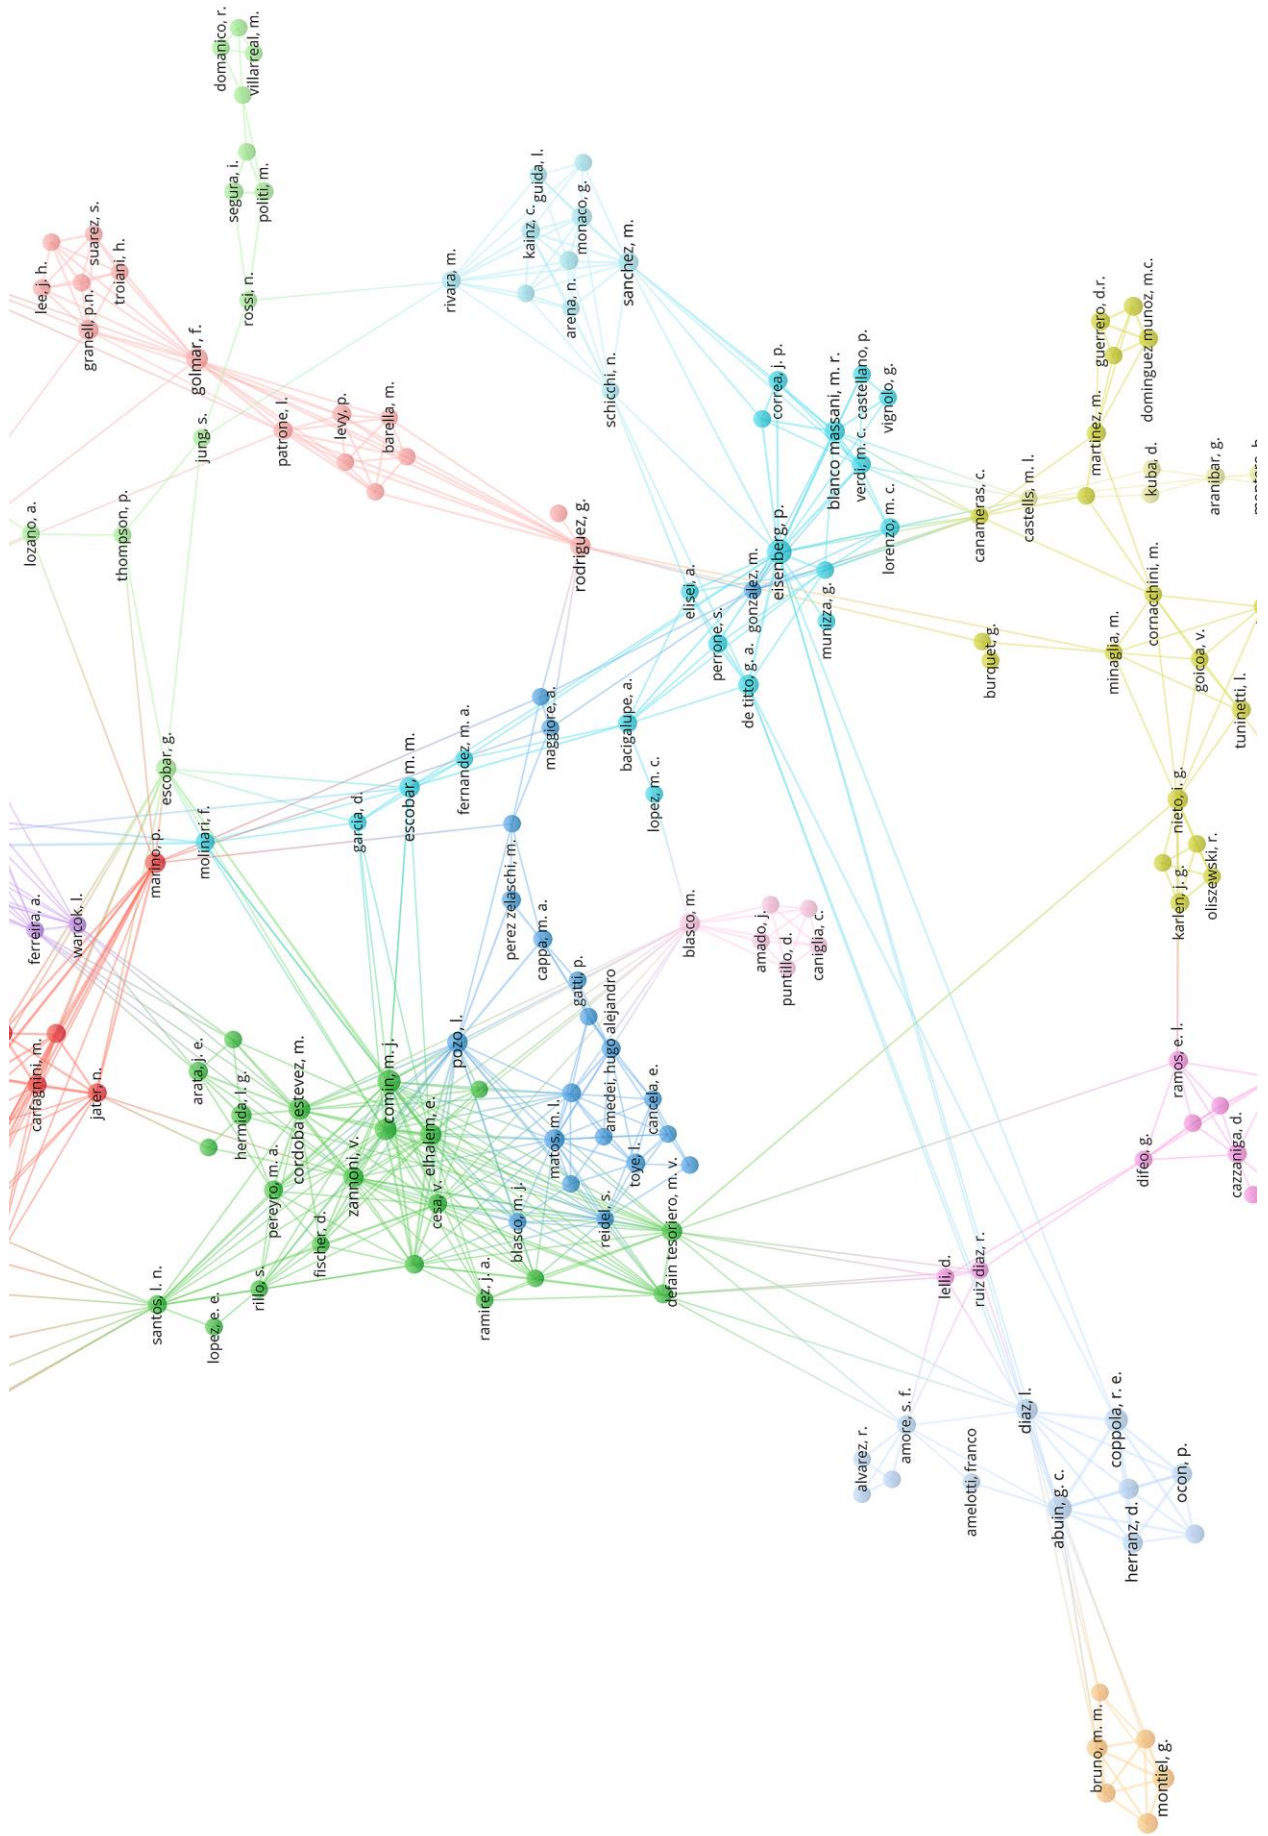 domanico, r.
villarreal, m.
segura, i.
politi, m.
rossi, n.
lee, j. h.
suarez, s.
granell, p.n.
troiani, h.
golmar, f.
guida, l.
kainz, c.
monaco, g.
rivara, m.
arena, n.
sanchez, m.
schicchi, n.
jung, s.
patrone, l.
levy, p.
barella, m.
rodriguez, g.
lozano, a.
thompson, p.
escobar, g.
marino, p.
molinari, f.
garcia, d.
escobar, m. m.
fernandez, m. a.
maggiore, a.
bacigalupe, a.
lopez, m. c.
elisei, a.
perrone, s.
de titto, g. a.
gonzalez, m.
eisenberg, p.
munizza, g.
correa, j. p.
blanco massani, m. r.
castellano, p.
verdi, m. c.
vignolo, g.
lorenzo, m. c.
canameras, c.
castells, m. l.
martinez, m.
guerrero, d.r.
dominguez munoz, m.c.
kuba, d.
aranibar, g.
burquet, g.
minaglia, m.
cornacchini, m.
goicoa, v.
tuninetti, l.
nieto, i. g.
karlen, j. g.
oliszewski, r.
ferreira, a.
warcok, l.
carfagnini, m.
jater, n.
arata, j. e.
hermida, l. g.
cordoba estevez, m.
comin, m. j.
pereyro, m. a.
zannoni, v.
elhalem, e.
cesa, v.
fischer, d.
rillo, s.
santos, l. n.
lopez, e. e.
ramirez, j. a.
defain tesoriero, m. v.
perez zelaschi, m.
cappa, m. a.
gatti, p.
pozo, l.
amedei, hugo alejandro
matos, m. l.
cancela, e.
toye, l.
blasco, m. j.
reidel, s.
blasco, m.
amado, j.
puntillo, d.
caniglia, c.
ramos, e. l.
difeo, g.
cazzaniga, d.
lelli, d.
ruiz diaz, r.
alvarez, r.
amore, s. f.
amelotti, franco
diaz, l.
coppola, r. e.
abuin, g. c.
herranz, d.
ocon, p.
bruno, m. m.
montiel, g.